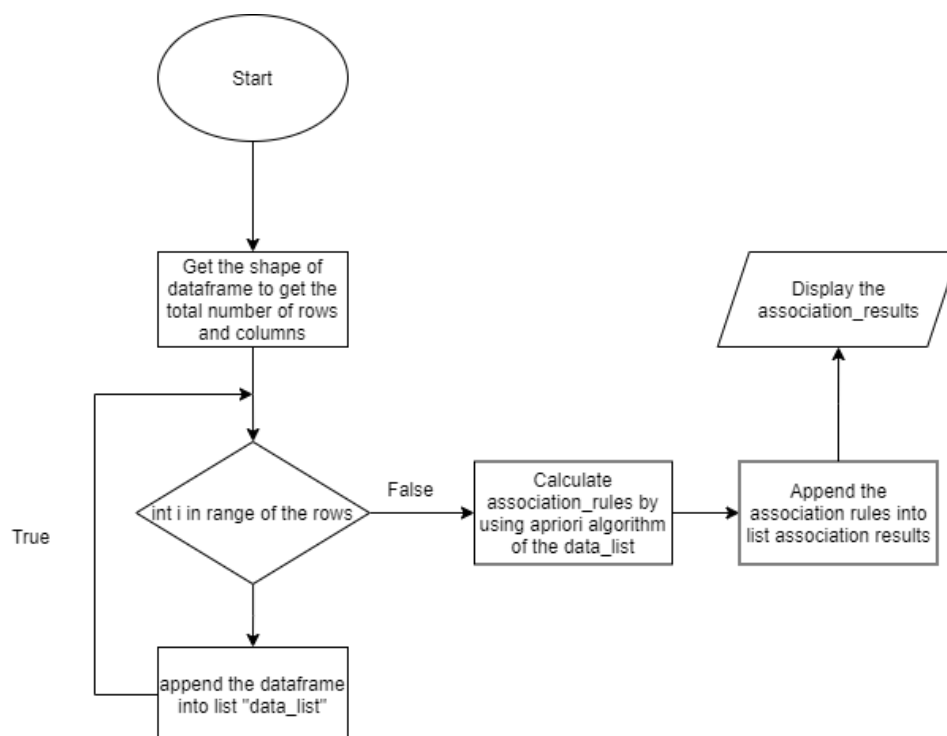 Start
Get the shape of
dataframe to get the
total number of rows
and columns
Display the
association_results
int i in range of the rows
False
Calculate
association_rules by
using apriori algorithm
of the data_list
Append the
association rules into
list association results
True
append the dataframe
into list "data_list"